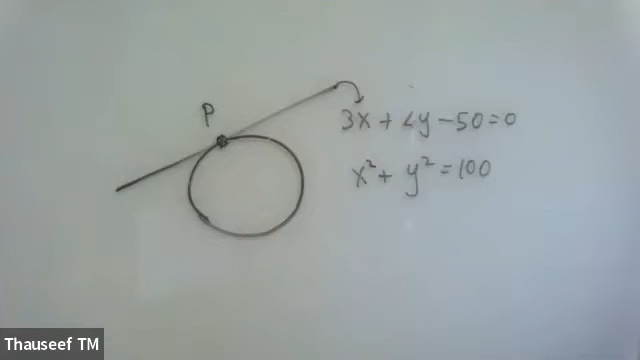 P
3x + 4y - 50 = 0
x² + y² = 100
Thauseef TM